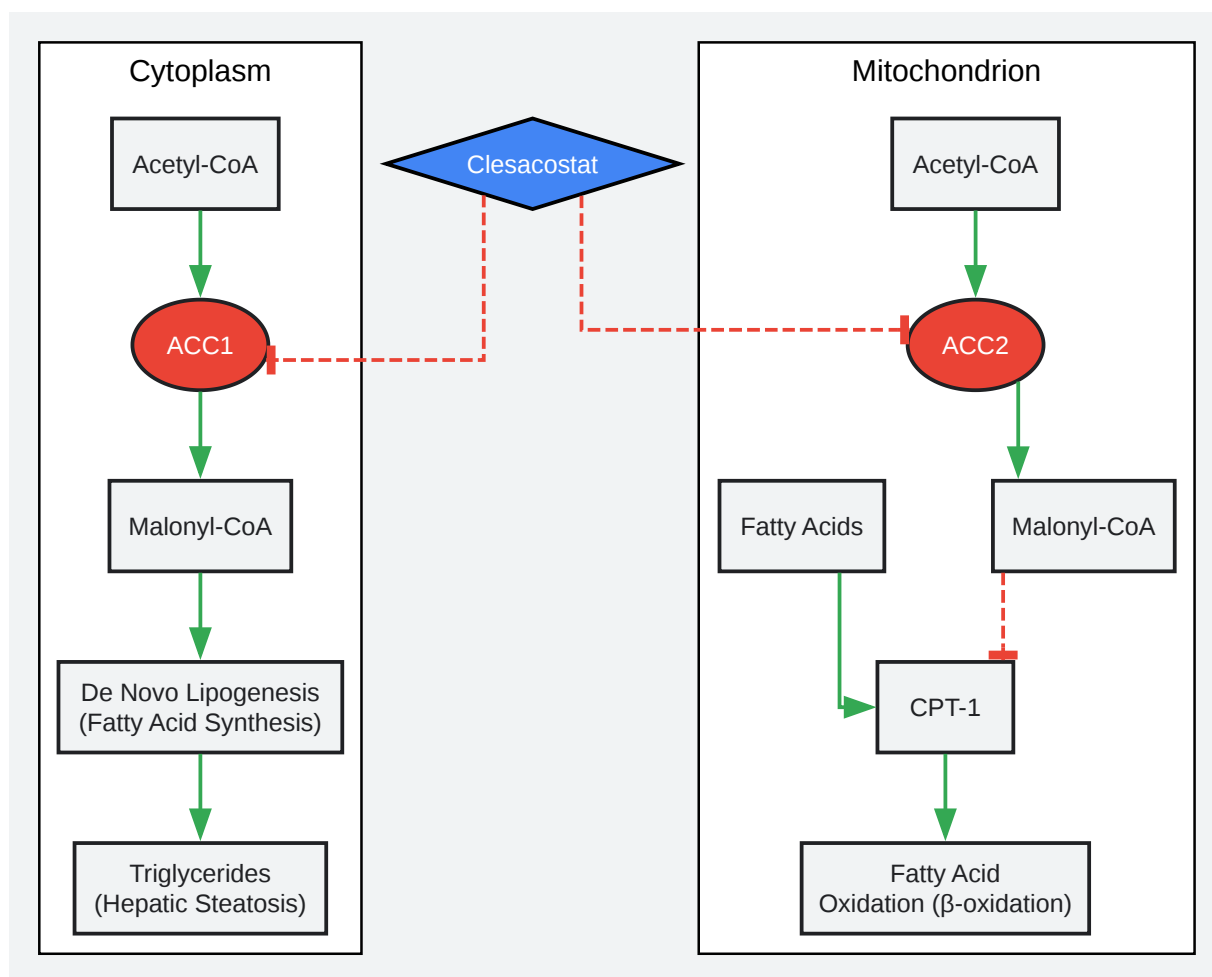 Cytoplasm
Acetyl-CoA
ACC1
Malonyl-CoA
De Novo Lipogenesis
(Fatty Acid Synthesis)
Triglycerides
(Hepatic Steatosis)
Clesacostat
Mitochondrion
Acetyl-CoA
ACC2
Fatty Acids
Malonyl-CoA
CPT-1
Fatty Acid
Oxidation (β-oxidation)